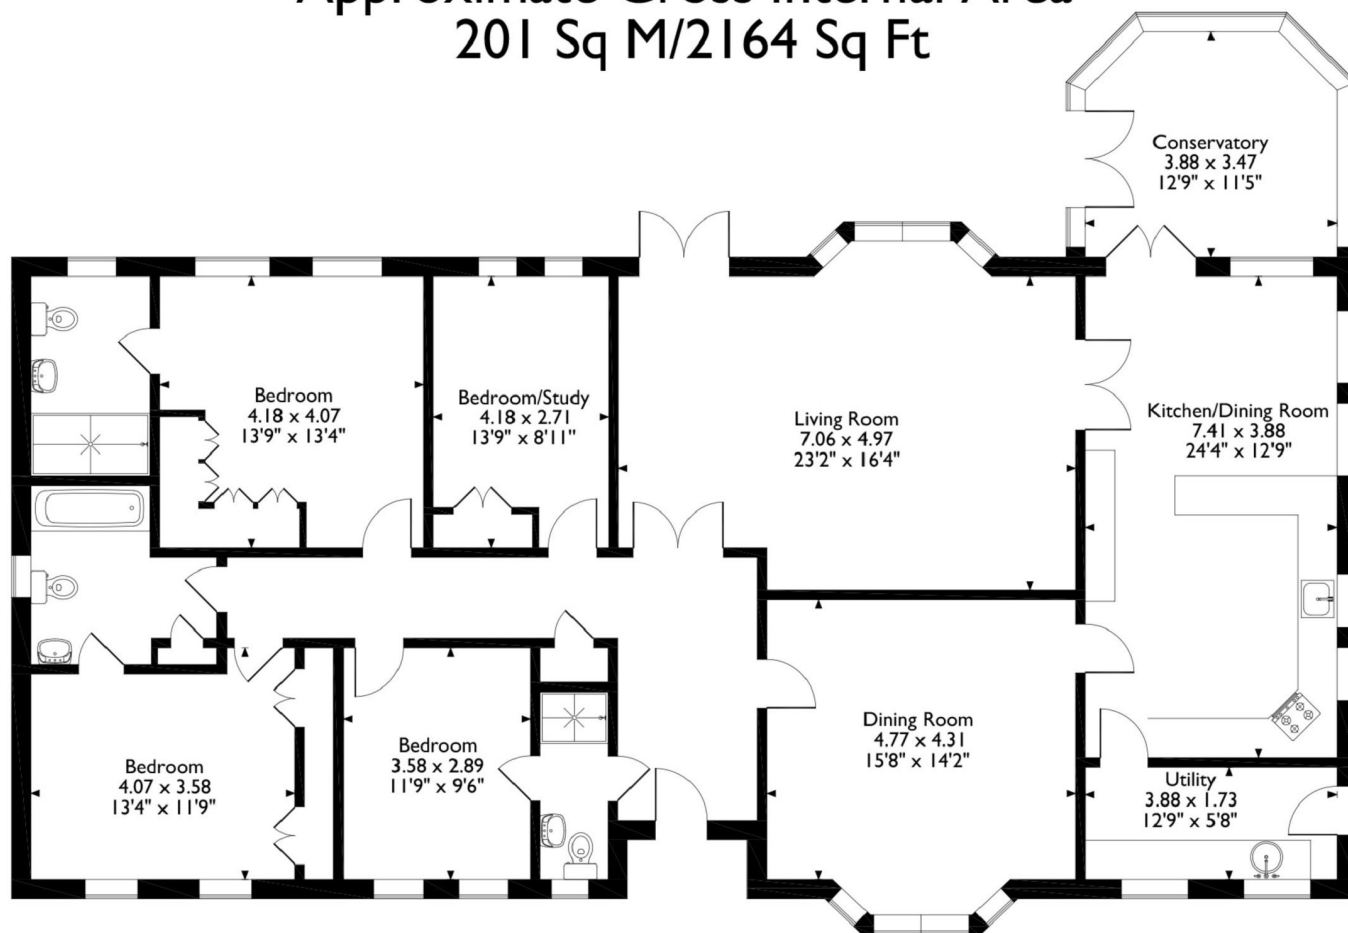 Approximate Gross Internal Area
201 Sq M/2164 Sq Ft
Conservatory
3.88 x 3.47
12'9" x 11'5"
Bedroom
4.18 x 4.07
13'9" x 13'4"
Bedroom/Study
4.18 x 2.71
13'9" x 8'11"
Living Room
7.06 x 4.97
23'2" x 16'4"
Kitchen/Dining Room
7.41 x 3.88
24'4" x 12'9"
Bedroom
4.07 x 3.58
13'4" x 11'9"
Bedroom
3.58 x 2.89
11'9" x 9'6"
Dining Room
4.77 x 4.31
15'8" x 14'2"
Utility
3.88 x 1.73
12'9" x 5'8"